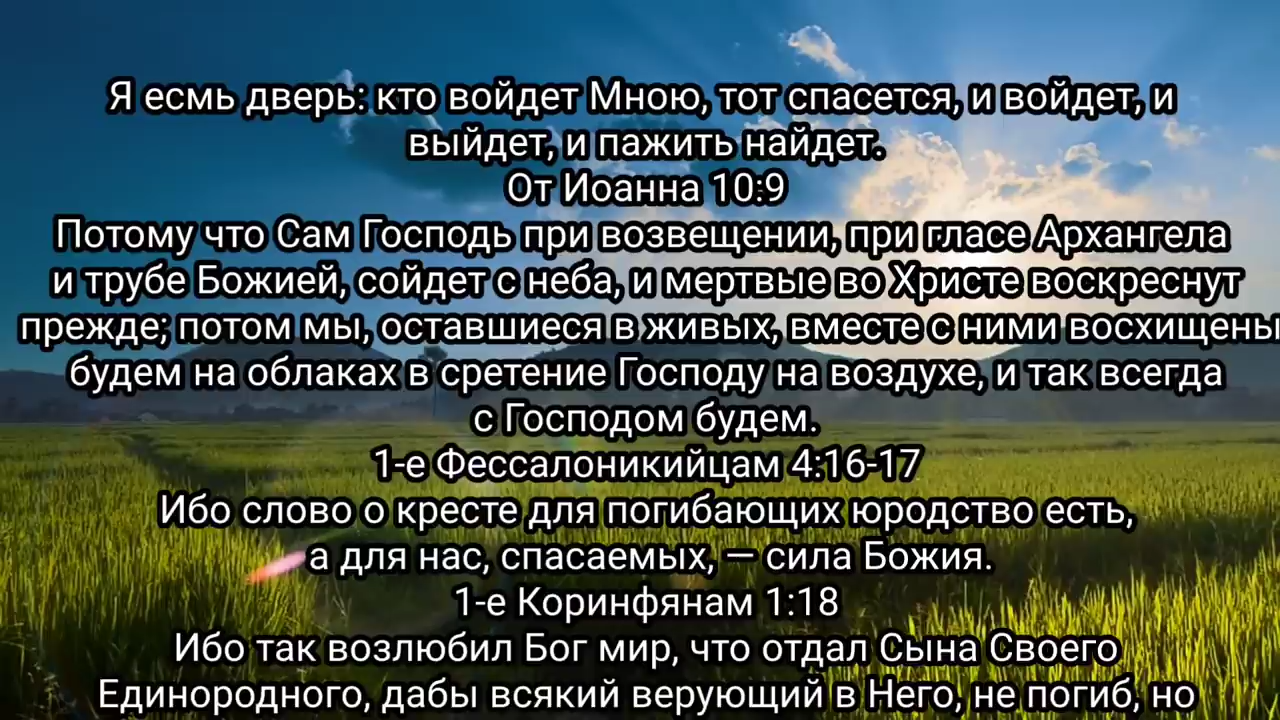 Я есмь дверь: кто войдет Мною, тот спасется, и войдет, и
выйдет, и пажить найдет.
От Иоанна 10:9
Потому что Сам Господь при возвещении, при гласе Архангела
и трубе Божией, сойдет с неба, и мертвые во Христе воскреснут
прежде; потом мы, оставшиеся в живых, вместе с ними восхищены
будем на облаках в сретение Господу на воздухе, и так всегда
с Господом будем.
1-е Фессалоникийцам 4:16-17
Ибо слово о кресте для погибающих юродство есть,
а для нас, спасаемых, — сила Божия.
1-е Коринфянам 1:18
Ибо так возлюбил Бог мир, что отдал Сына Своего
Единородного, дабы всякий верующий в Него, не погиб, но